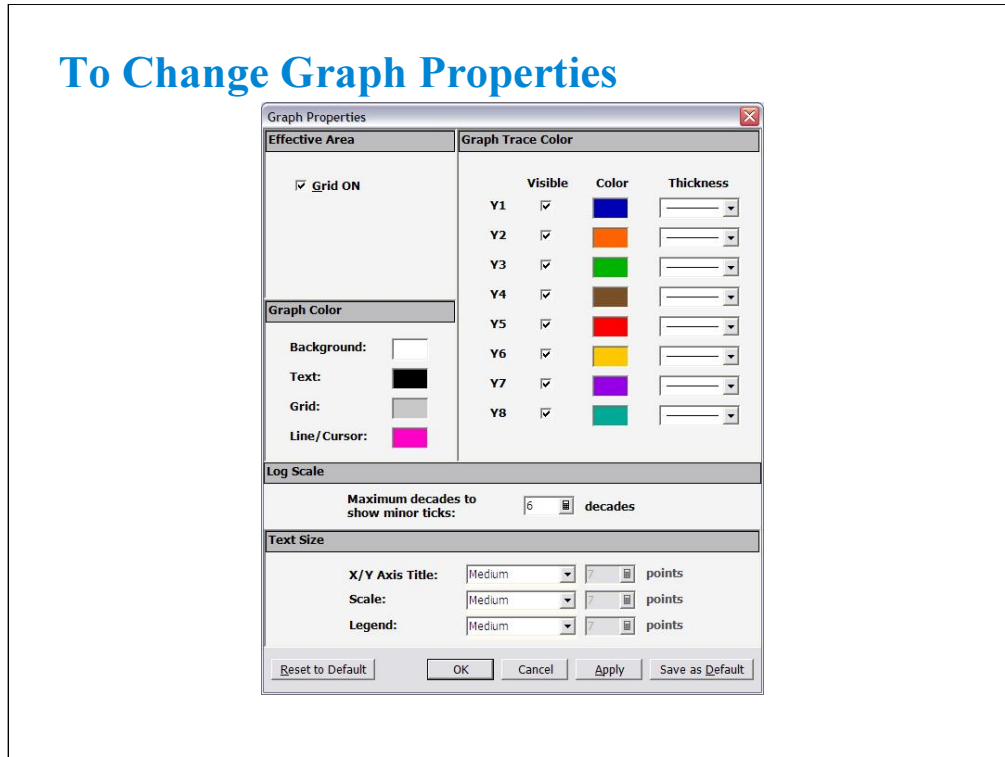 To Change Graph Properties
Graph Properties
Effective Area
Grid ON
Graph Color
Background:
Text:
Grid:
Line/Cursor:
Graph Trace Color
Visible Color Thickness
Y1
Y2
Y3
Y4
Y5
Y6
Y7
Y8
Log Scale
Maximum decades to
show minor ticks: 6 decades
Text Size
X/Y Axis Title: Medium 7 points
Scale: Medium 7 points
Legend: Medium 7 points
Reset to Default OK Cancel Apply Save as Default